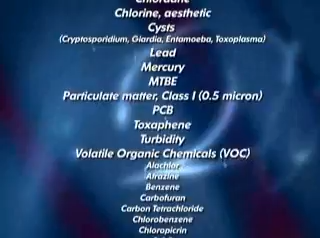 Chlordane
Chlorine, aesthetic
Cysts
(Cryptosporidium, Giardia, Entamoeba, Toxoplasma)
Lead
Mercury
MTBE
Particulate matter, Class I (0.5 micron)
PCB
Toxaphene
Turbidity
Volatile Organic Chemicals (VOC)
Alachlor
Atrazine
Benzene
Carbofuran
Carbon Tetrachloride
Chlorobenzene
Chloropicrin